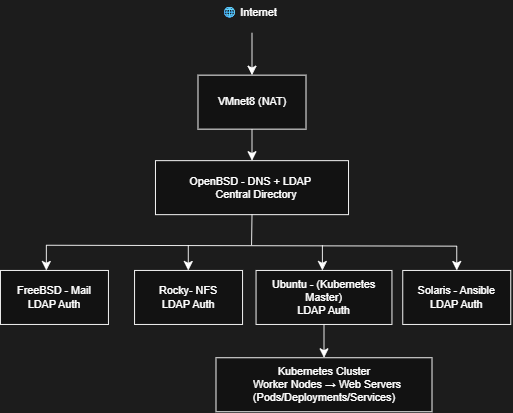 🌐 Internet
VMnet8 (NAT)
OpenBSD - DNS + LDAP
Central Directory
FreeBSD - Mail
LDAP Auth
Rocky- NFS
LDAP Auth
Ubuntu - (Kubernetes
Master)
LDAP Auth
Solaris - Ansible
LDAP Auth
Kubernetes Cluster
Worker Nodes → Web Servers
(Pods/Deployments/Services)